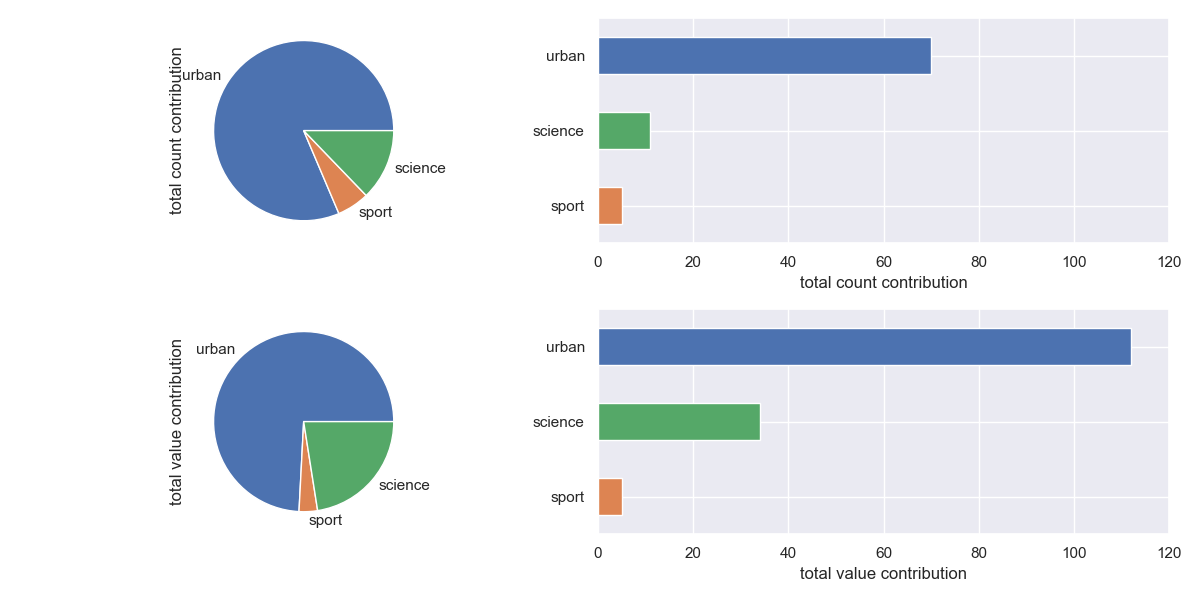 total count contribution
urban
science
sport
urban
science
sport
0 20 40 60 80 100 120
total count contribution
total value contribution
urban
science
sport
urban
science
sport
0 20 40 60 80 100 120
total value contribution